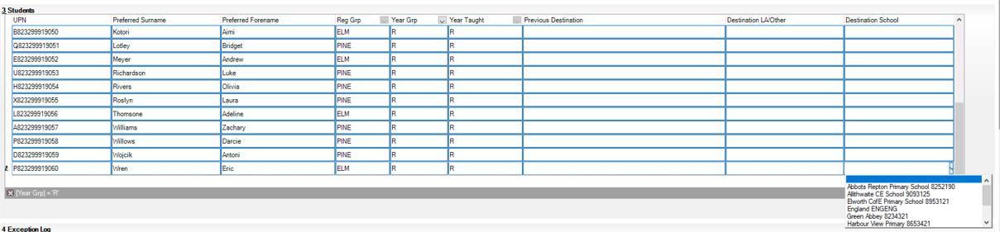 3 Students
UPN Preferred Surname Preferred Forename Reg Grp Year Grp Year Taught Previous Destination Destination LA/Other Destination School
B823299919050 Kotori Aimi ELM R R
Q823299919051 Lotley Bridget PINE R R
E823299919052 Meyer Andrew ELM R R
U823299919053 Richardson Luke PINE R R
H823299919054 Rivers Olivia PINE R R
X823299919055 Roslyn Laura PINE R R
L823299919056 Thomsone Adeline ELM R R
A823299919057 Williams Zachary PINE R R
P823299919058 Willows Darcie PINE R R
D823299919059 Wojcik Antoni PINE R R
P823299919060 Wren Eric ELM R R
[Year Grp] = 'R'
Abbots Repton Primary School 8252190
Allithwaite CE School 9093125
Elworth CofE Primary School 8953121
England ENGENG
Green Abbey 8234321
Harbour View Primary 8653421
4 Exception Log